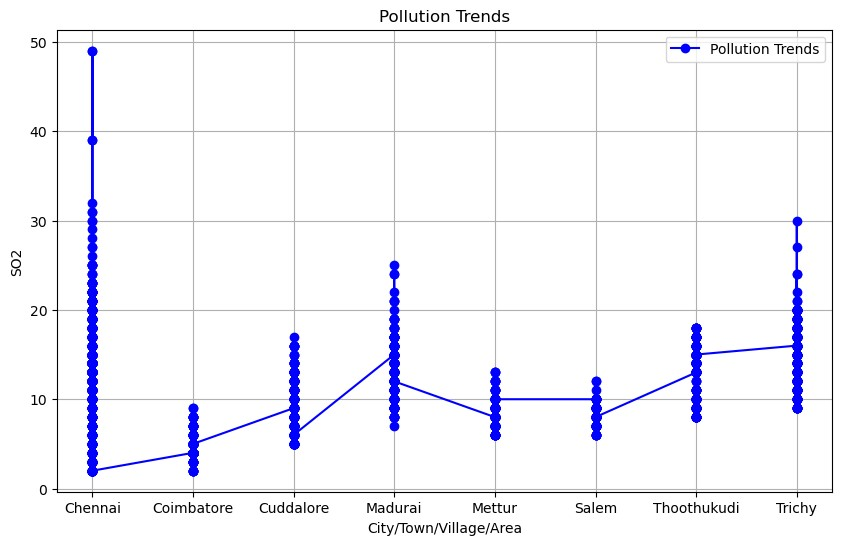 Pollution Trends
Pollution Trends
50
40
30
20
10
0
SO2
Chennai Coimbatore Cuddalore Madurai Mettur Salem Thoothukudi Trichy
City/Town/Village/Area